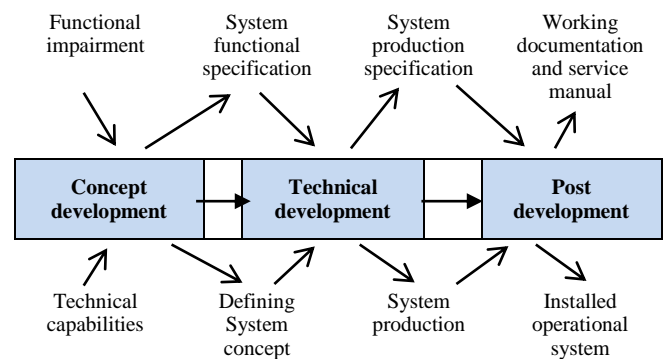 Functional
impairment
System
functional
specification
System
production
specification
Working
documentation
and service
manual
Concept
development
Technical
development
Post
development
Technical
capabilities
Defining
System
concept
System
production
Installed
operational
system